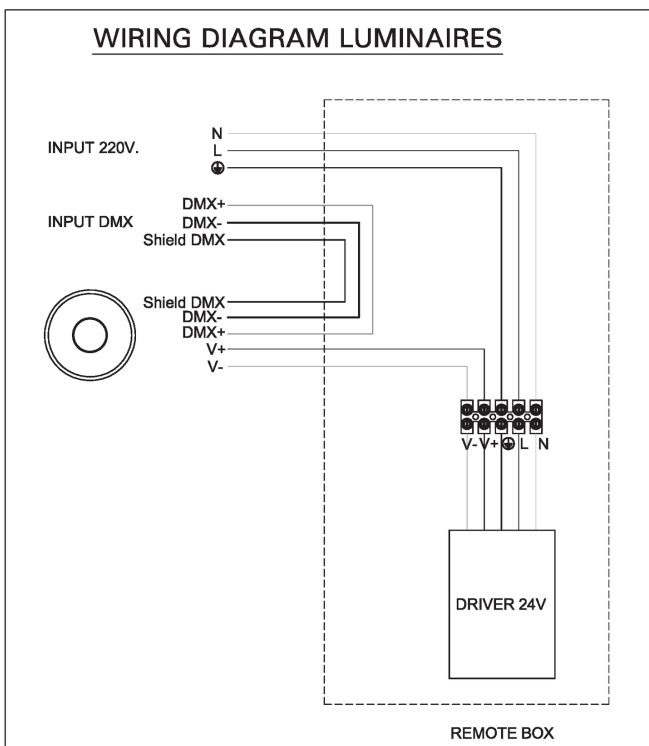 WIRING DIAGRAM LUMINAIRES
INPUT 220V.
N
L
INPUT DMX
DMX+
DMX-
Shield DMX
Shield DMX
DMX-
DMX+
V+
V-
V- V+ L N
DRIVER 24V
REMOTE BOX